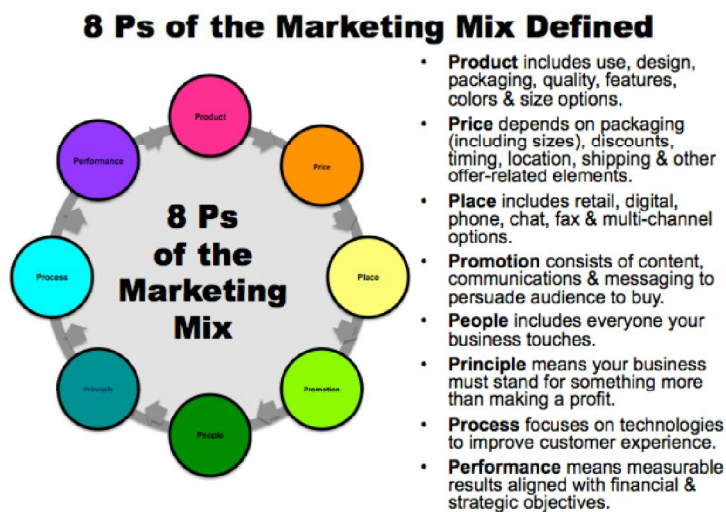 8 Ps of the Marketing Mix Defined
Product
Price
Place
Promotion
People
Principle
Process
Performance
8 Ps
of the
Marketing
Mix
• Product includes use, design,
packaging, quality, features,
colors & size options.
• Price depends on packaging
(including sizes), discounts,
timing, location, shipping & other
offer-related elements.
• Place includes retail, digital,
phone, chat, fax & multi-channel
options.
• Promotion consists of content,
communications & messaging to
persuade audience to buy.
• People includes everyone your
business touches.
• Principle means your business
must stand for something more
than making a profit.
• Process focuses on technologies
to improve customer experience.
• Performance means measurable
results aligned with financial &
strategic objectives.